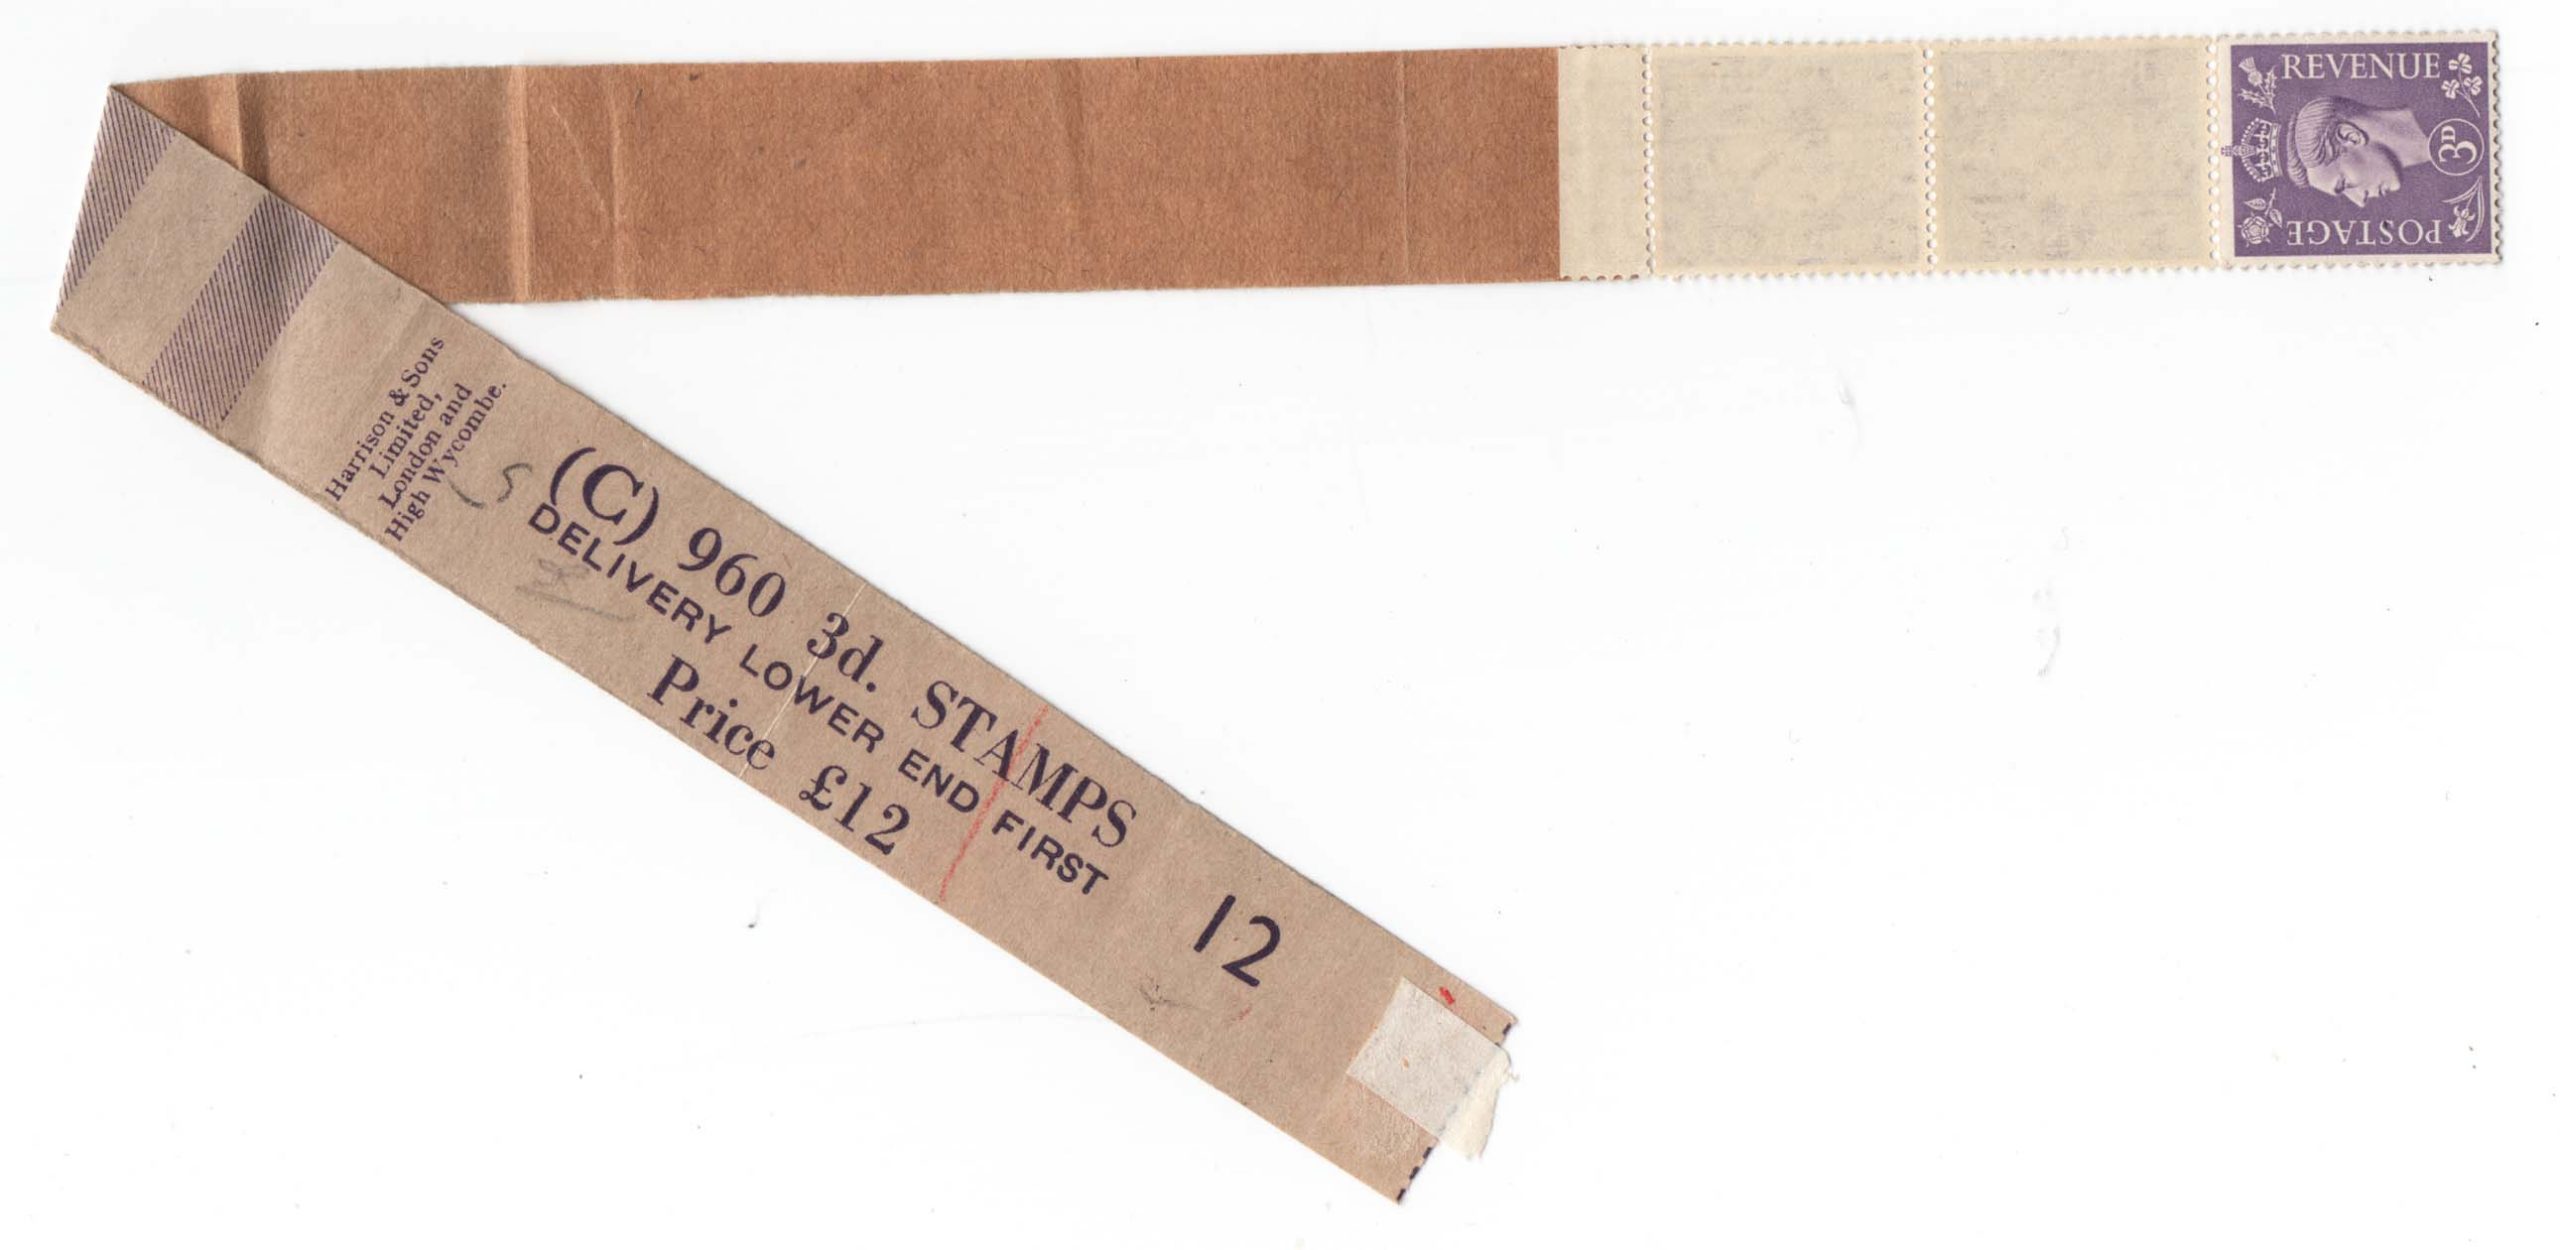 REVENUE
3D
POSTAGE
Harrison & Sons
Limited,
London and
High Wycombe.
5
(C) 960 3d. STAMPS
DELIVERY LOWER END FIRST
Price £12
12